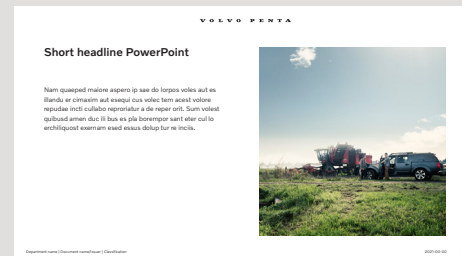 VOLVO PENTA
Short headline PowerPoint
Nam quaeped maiore aspero ip sae do lorpos voles aut es
illandu er cimaxim aut esequi cus volec tem acest volore
repudae incti cullabo reproriatur a de reper orit. Sum volest
quibusd amen duc ili bus es pla borempor sant eter cul lo
erchiliquost exernam esed essus dolup tur re inciis.
Department name | Document name/Issuer | Classification
2021-00-00